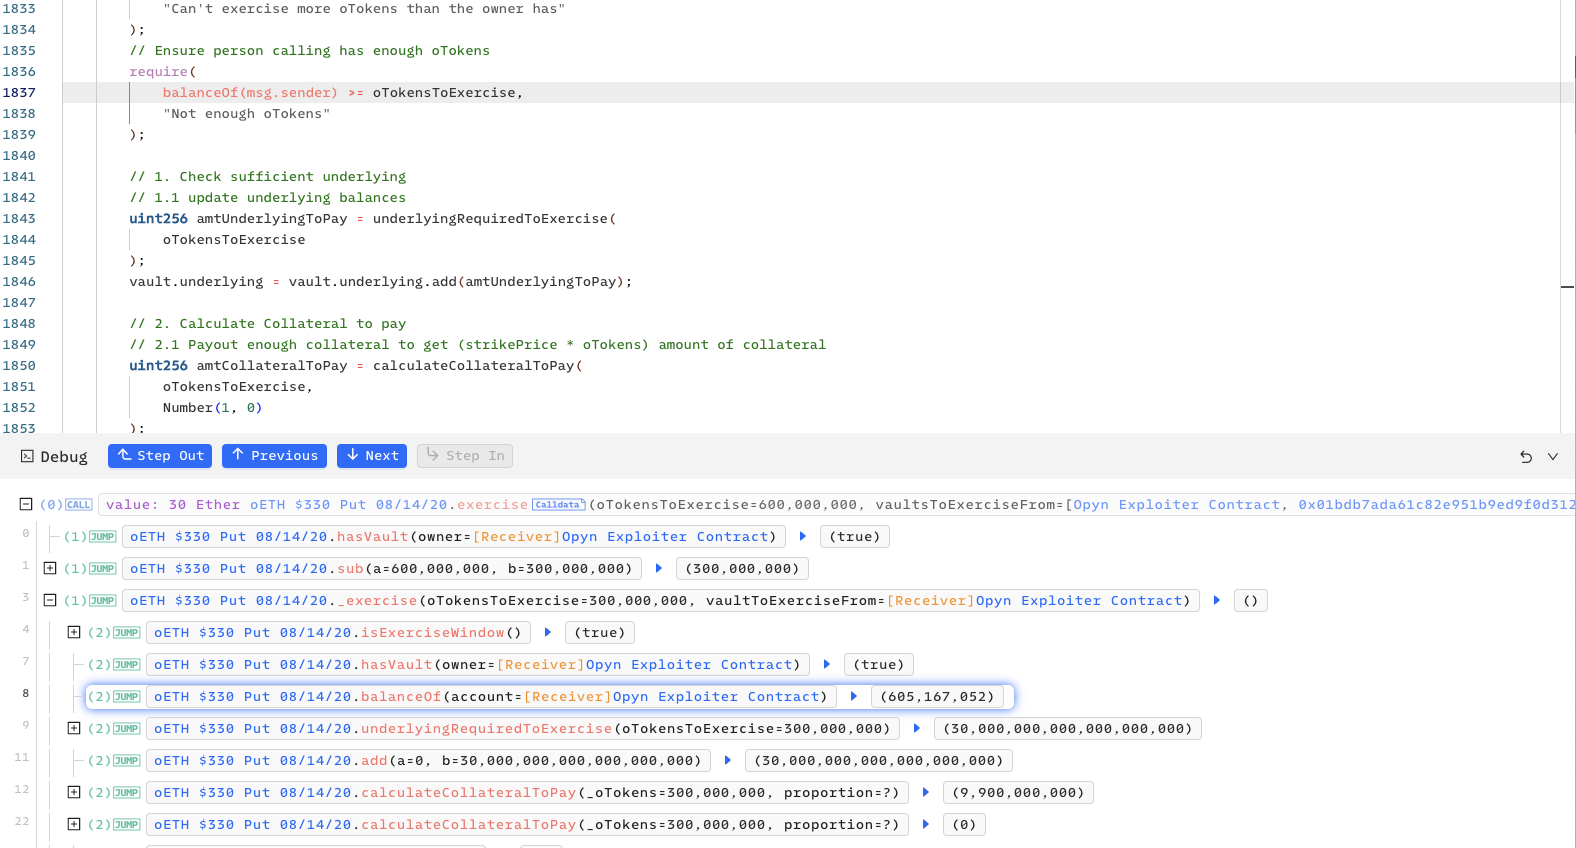 1833 "Can't exercise more oTokens than the owner has"
1834 );
1835 // Ensure person calling has enough oTokens
1836 require(
1837 balanceOf(msg.sender) >= oTokensToExercise,
1838 "Not enough oTokens"
1839 );
1840
1841 // 1. Check sufficient underlying
1842 // 1.1 update underlying balances
1843 uint256 amtUnderlyingToPay = underlyingRequiredToExercise(
1844 oTokensToExercise
1845 );
1846 vault.underlying = vault.underlying.add(amtUnderlyingToPay);
1847
1848 // 2. Calculate Collateral to pay
1849 // 2.1 Payout enough collateral to get (strikePrice * oTokens) amount of collateral
1850 uint256 amtCollateralToPay = calculateCollateralToPay(
1851 oTokensToExercise,
1852 Number(1, 0)
1853 );
Debug Step Out Previous Next Step In
(0) CALL value: 30 Ether oETH $330 Put 08/14/20.exercise Calldata (oTokensToExercise=600,000,000, vaultsToExerciseFrom=[Opyn Exploiter Contract, 0x01bdb7ada61c82e951b9ed9f0d312
0 (1) JUMP oETH $330 Put 08/14/20.hasVault(owner=[Receiver]Opyn Exploiter Contract) (true)
1 (1) JUMP oETH $330 Put 08/14/20.sub(a=600,000,000, b=300,000,000) (300,000,000)
3 (1) JUMP oETH $330 Put 08/14/20._exercise(oTokensToExercise=300,000,000, vaultToExerciseFrom=[Receiver]Opyn Exploiter Contract) ()
4 (2) JUMP oETH $330 Put 08/14/20.isExerciseWindow() (true)
7 (2) JUMP oETH $330 Put 08/14/20.hasVault(owner=[Receiver]Opyn Exploiter Contract) (true)
8 (2) JUMP oETH $330 Put 08/14/20.balanceOf(account=[Receiver]Opyn Exploiter Contract) (605,167,052)
9 (2) JUMP oETH $330 Put 08/14/20.underlyingRequiredToExercise(oTokensToExercise=300,000,000) (30,000,000,000,000,000,000)
11 (2) JUMP oETH $330 Put 08/14/20.add(a=0, b=30,000,000,000,000,000,000) (30,000,000,000,000,000,000)
12 (2) JUMP oETH $330 Put 08/14/20.calculateCollateralToPay(_oTokens=300,000,000, proportion=?) (9,900,000,000)
22 (2) JUMP oETH $330 Put 08/14/20.calculateCollateralToPay(_oTokens=300,000,000, proportion=?) (0)